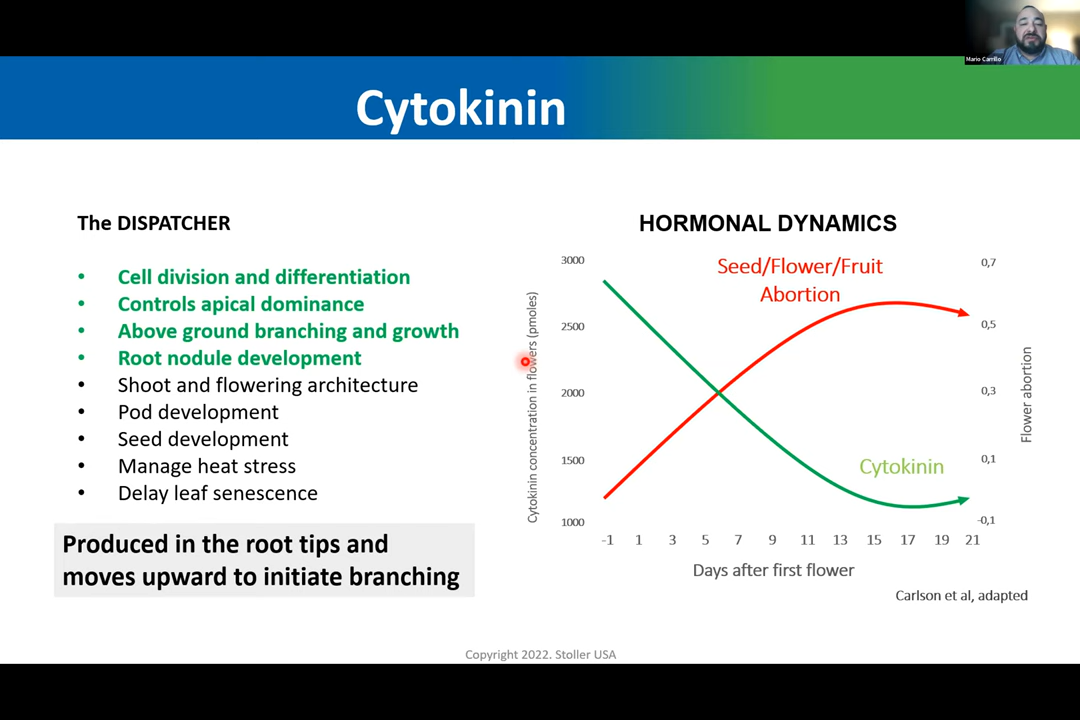 Mario Carrillo
Cytokinin
The DISPATCHER
• Cell division and differentiation
• Controls apical dominance
• Above ground branching and growth
• Root nodule development
• Shoot and flowering architecture
• Pod development
• Seed development
• Manage heat stress
• Delay leaf senescence
Produced in the root tips and
moves upward to initiate branching
HORMONAL DYNAMICS
Seed/Flower/Fruit
Abortion
Cytokinin
Cytokinin concentration in flowers (pmoles)
3000
2500
2000
1500
1000
0,7
0,5
0,3
0,1
-0,1
Flower abortion
-1 1 3 5 7 9 11 13 15 17 19 21
Days after first flower
Carlson et al, adapted
Copyright 2022. Stoller USA